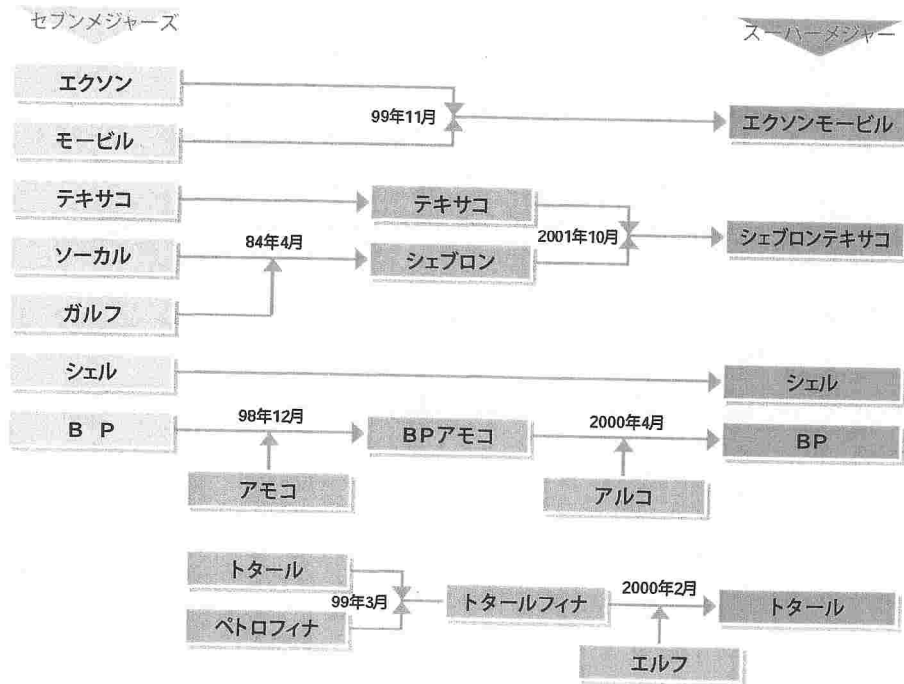 セブンメジャーズ
スーパーメジャー
エクソン
99年11月
エクソンモービル
モービル
テキサコ
テキサコ
2001年10月
シェブロンテキサコ
ソーカル
84年4月
シェブロン
ガルフ
シェル
シェル
BP
98年12月
BPアモコ
2000年4月
BP
アモコ
アルコ
トタール
99年3月
トタールフィナ
2000年2月
トタール
ペトロフィナ
エルフ